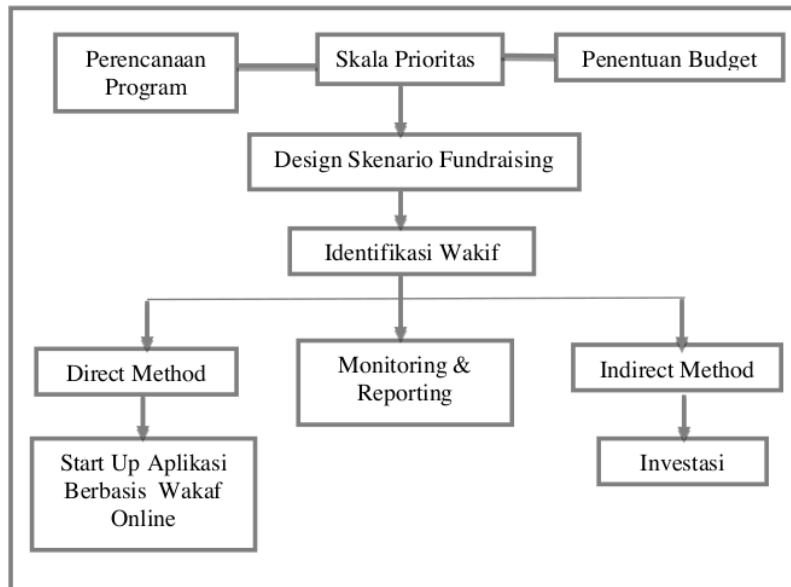 Perencanaan
Program
Skala Prioritas
Penentuan Budget
Design Skenario Fundraising
Identifikasi Wakif
Direct Method
Monitoring &
Reporting
Indirect Method
Start Up Aplikasi
Berbasis Wakaf
Online
Investasi